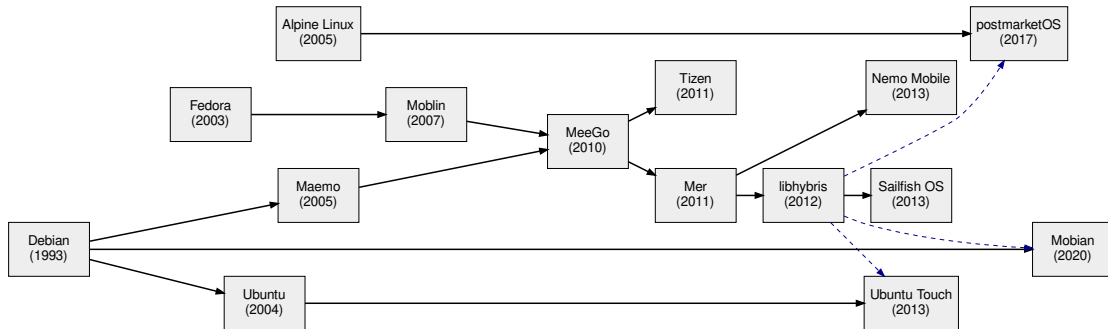 Alpine Linux
(2005)
postmarketOS
(2017)
Tizen
(2011)
Nemo Mobile
(2013)
Fedora
(2003)
Moblin
(2007)
MeeGo
(2010)
Maemo
(2005)
Mer
(2011)
libhybris
(2012)
Sailfish OS
(2013)
Debian
(1993)
Mobian
(2020)
Ubuntu
(2004)
Ubuntu Touch
(2013)